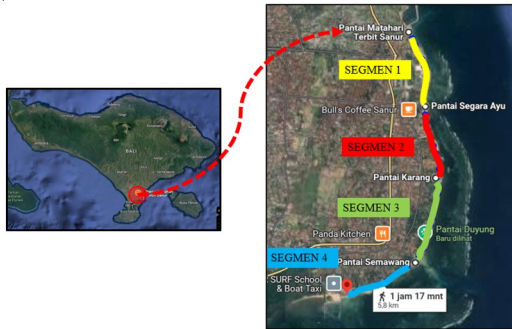 Pantai Matahari
Terbit Sanur
SEGMEN 1
Bull's Coffee Sanur
Pantai Segara Ayu
SEGMEN 2
Pantai Karang
SEGMEN 3
Panda Kitchen
Pantai Duyung
Baru dilihat
SEGMEN 4
Pantai Semawang
SURF School
& Boat Taxi
1 jam 17 mnt
5,8 km
BALI